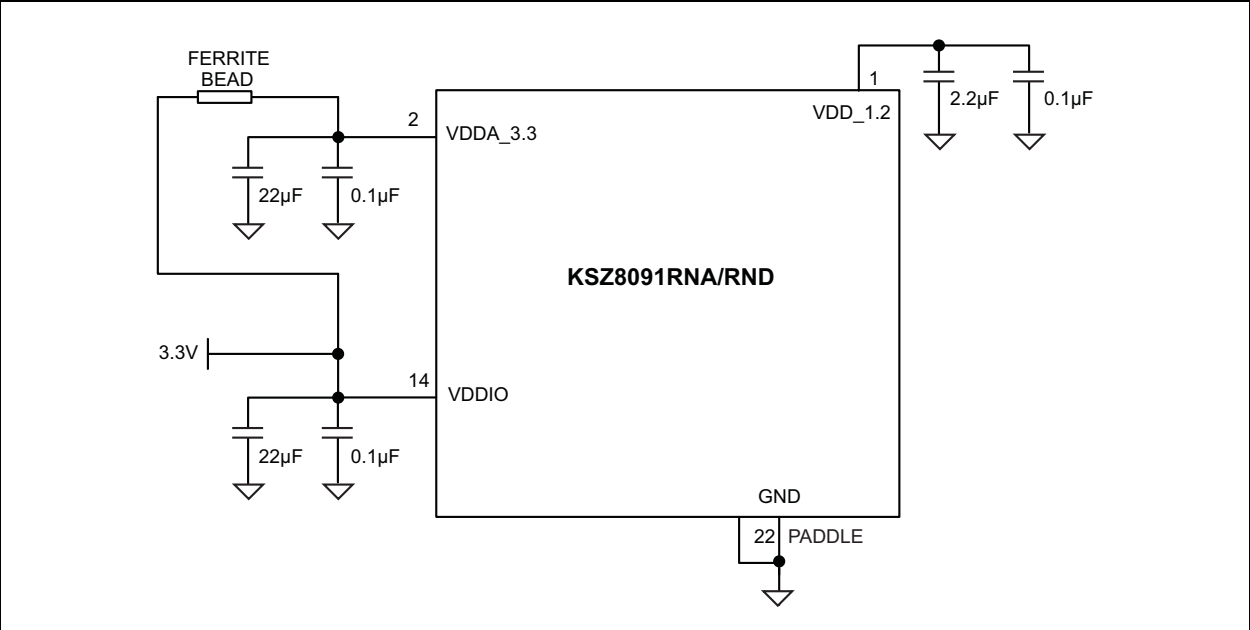 FERRITE
BEAD
1
2.2µF
0.1µF
VDD_1.2
2
VDDA_3.3
22µF
0.1µF
KSZ8091RNA/RND
3.3V
14
VDDIO
22µF
0.1µF
GND
22
PADDLE